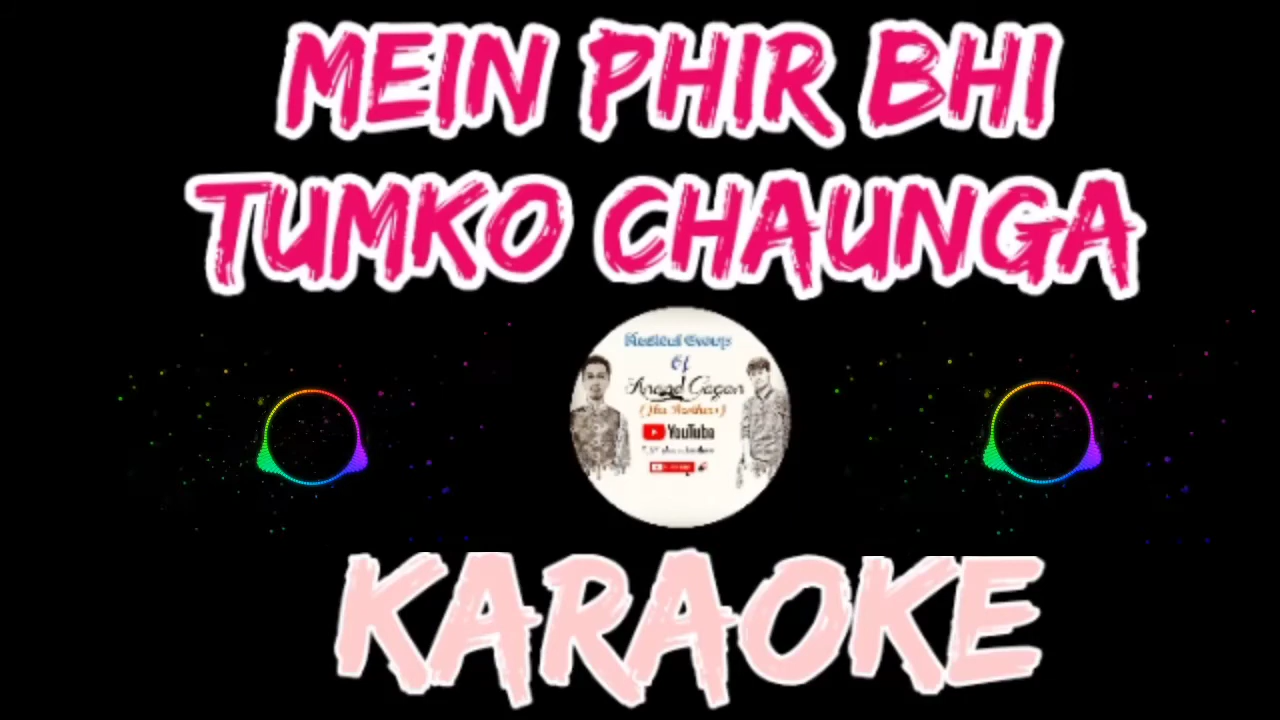 MEIN PHIR BHI
TUMKO CHAUNGA
Musical Group
Of
Anand Gagan
YouTube
KARAOKE